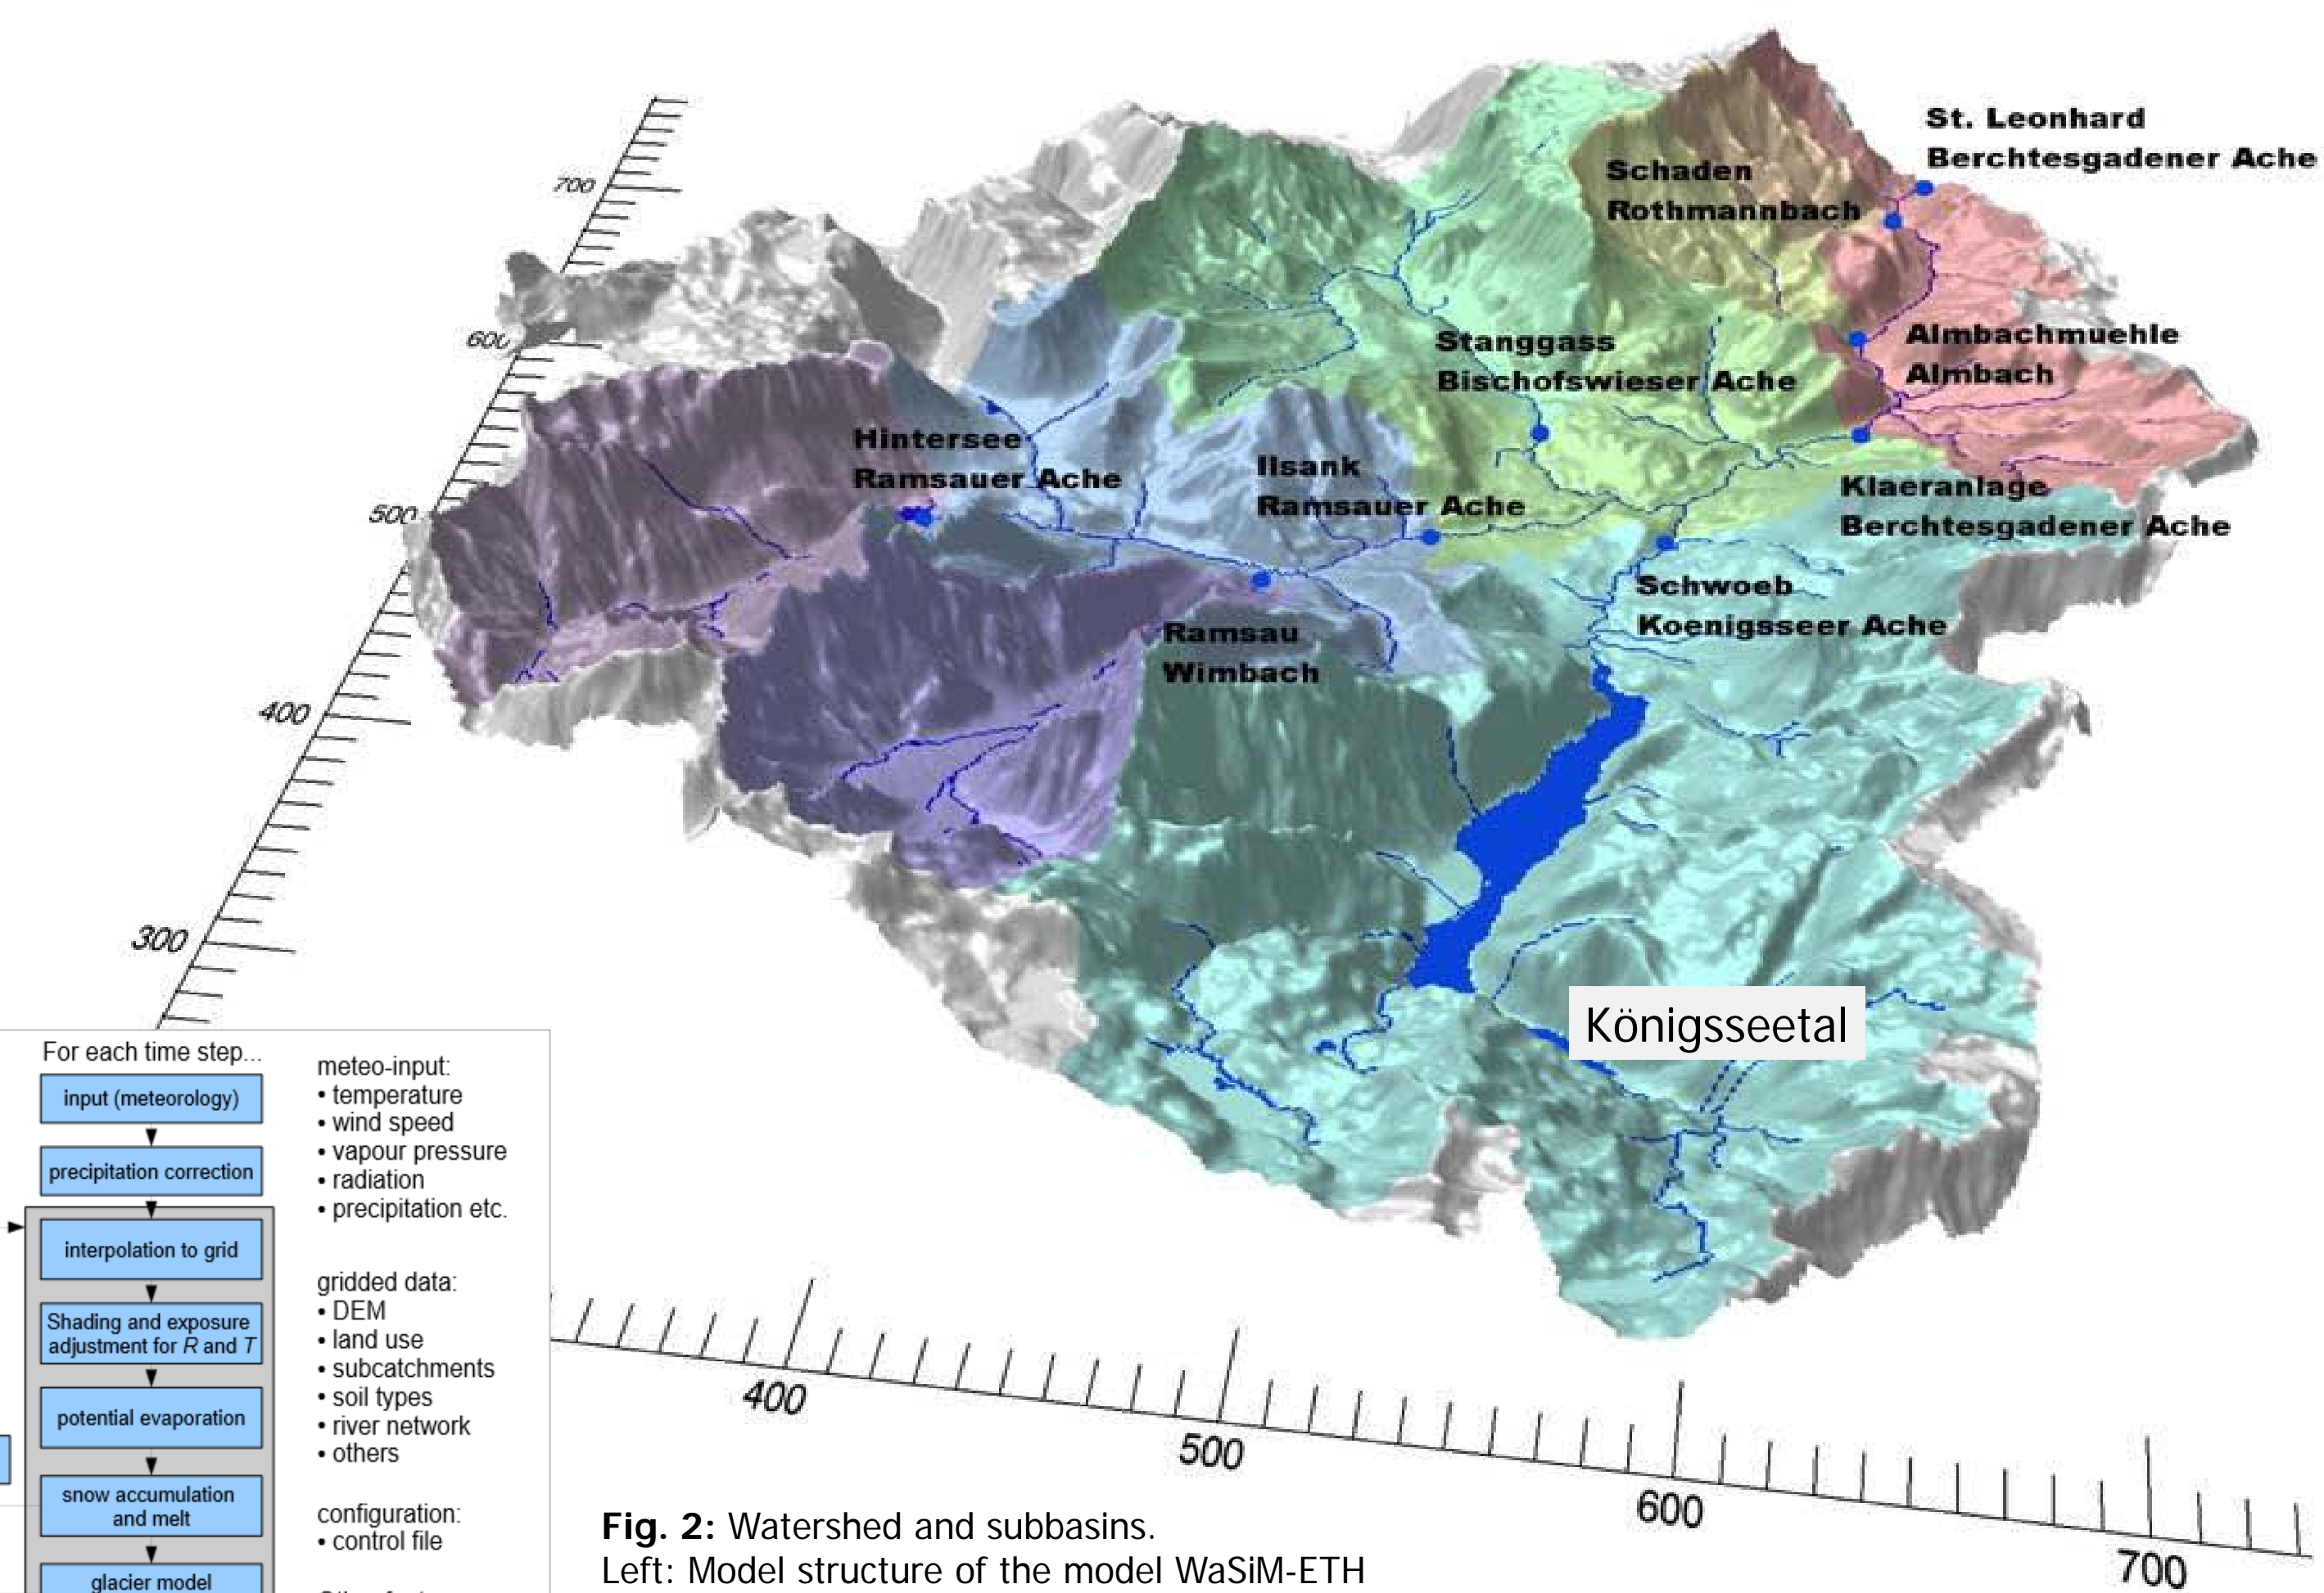 700
600
500
400
300
St. Leonhard
Berchtesgadener Ache
Schaden
Rothmannbach
Stanggass
Bischofswieser Ache
Almbachmuehle
Almbach
Hintersee
Ramsauer Ache
Ilsank
Ramsauer Ache
Klaeranlage
Berchtesgadener Ache
Schwoeb
Koenigsseer Ache
Ramsau
Wimbach
Königsseetal
For each time step...
input (meteorology)
precipitation correction
interpolation to grid
Shading and exposure
adjustment for R and T
potential evaporation
snow accumulation
and melt
glacier model
meteo-input:
• temperature
• wind speed
• vapour pressure
• radiation
• precipitation etc.
gridded data:
• DEM
• land use
• subcatchments
• soil types
• river network
• others
configuration:
• control file
400
500
600
700
Fig. 2: Watershed and subbasins.
Left: Model structure of the model WaSiM-ETH